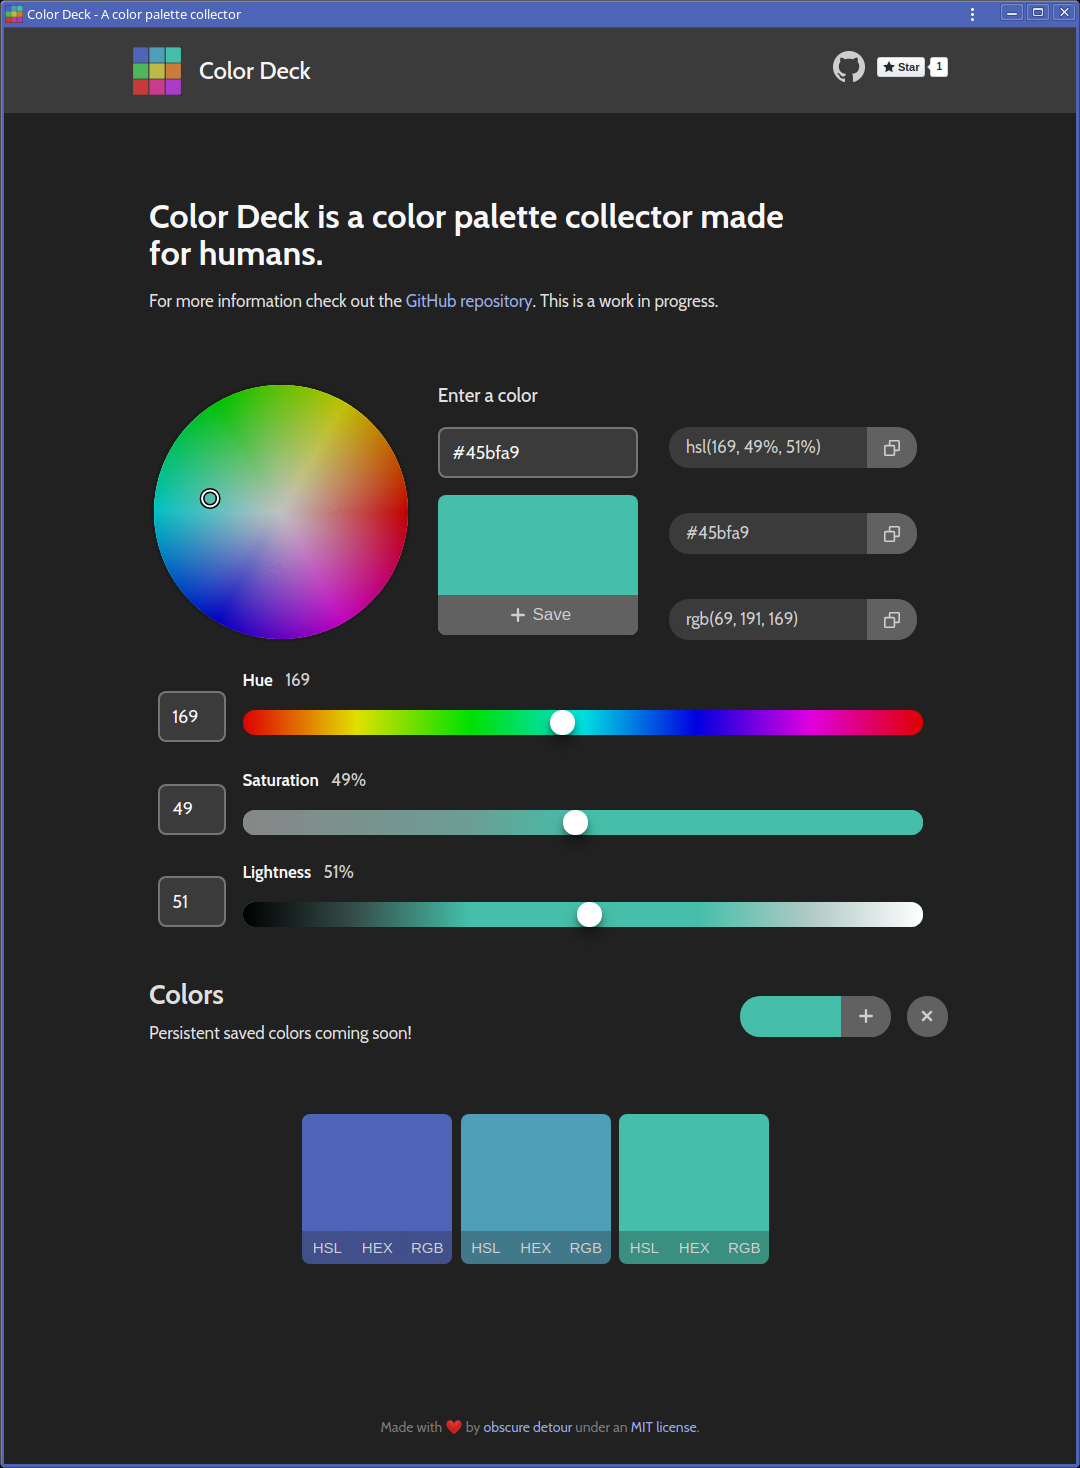 Color Deck - A color palette collector
Color Deck
Star 1
Color Deck is a color palette collector made
for humans.
For more information check out the GitHub repository. This is a work in progress.
Enter a color
#45bfa9
hsl(169, 49%, 51%)
#45bfa9
Save
rgb(69, 191, 169)
Hue 169
169
Saturation 49%
49
Lightness 51%
51
Colors
Persistent saved colors coming soon!
HSL HEX RGB HSL HEX RGB HSL HEX RGB
Made with ❤️ by obscure detour under an MIT license.